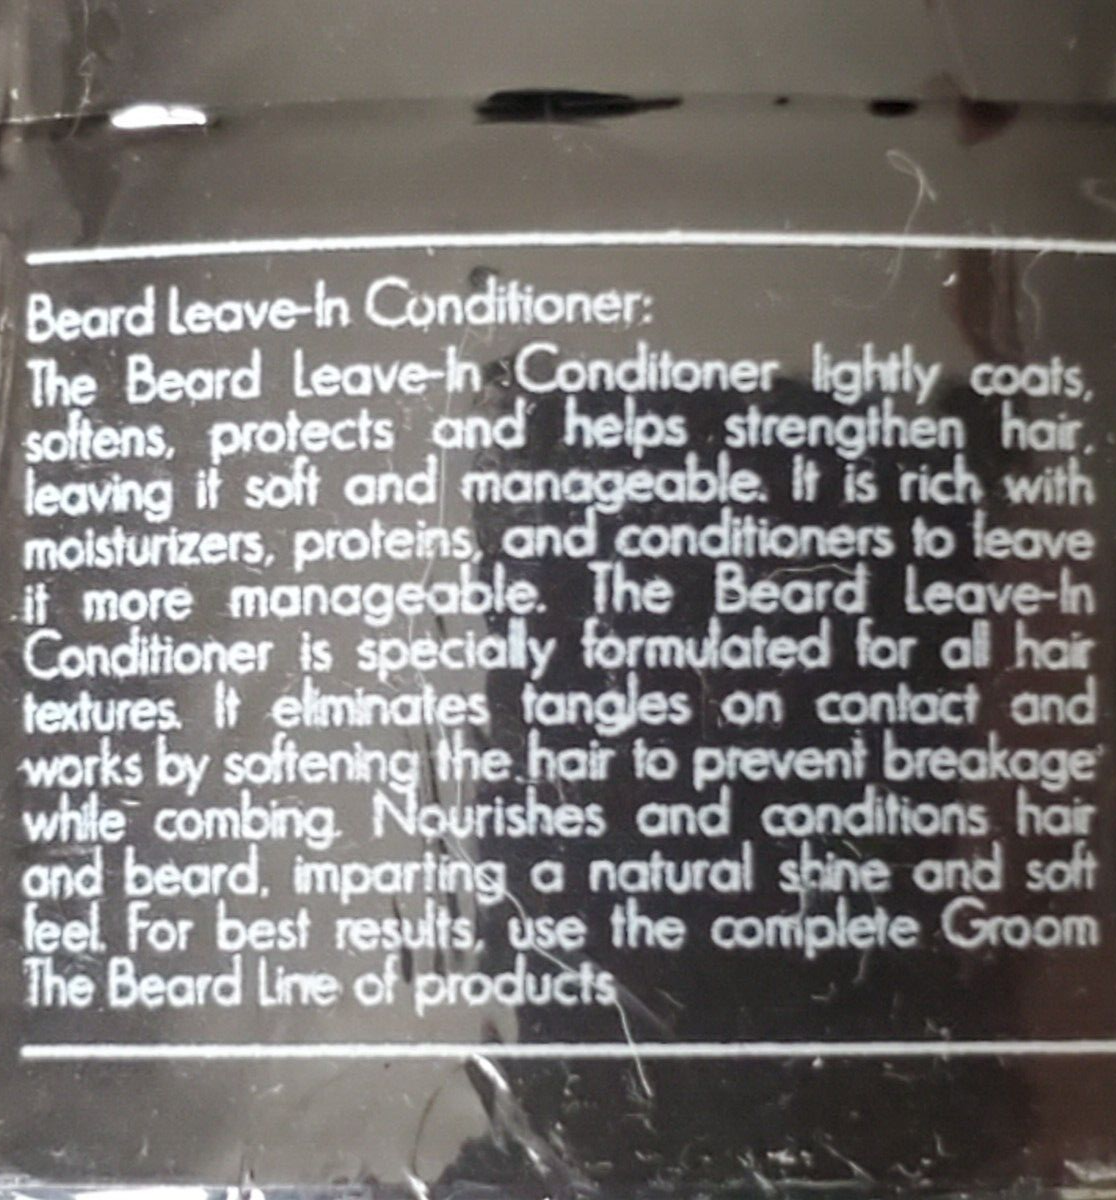 Beard Leave-In Conditioner:
The Beard Leave-In Conditoner lightly coats,
softens, protects and helps strengthen hair,
leaving it soft and manageable. It is rich with
moisturizers, proteins, and conditioners to leave
it more manageable. The Beard Leave-In
Conditioner is specially formulated for all hair
textures. It eliminates tangles on contact and
works by softening the hair to prevent breakage
while combing. Nourishes and conditions hair
and beard, imparting a natural shine and soft
feel. For best results, use the complete Groom
The Beard Line of products